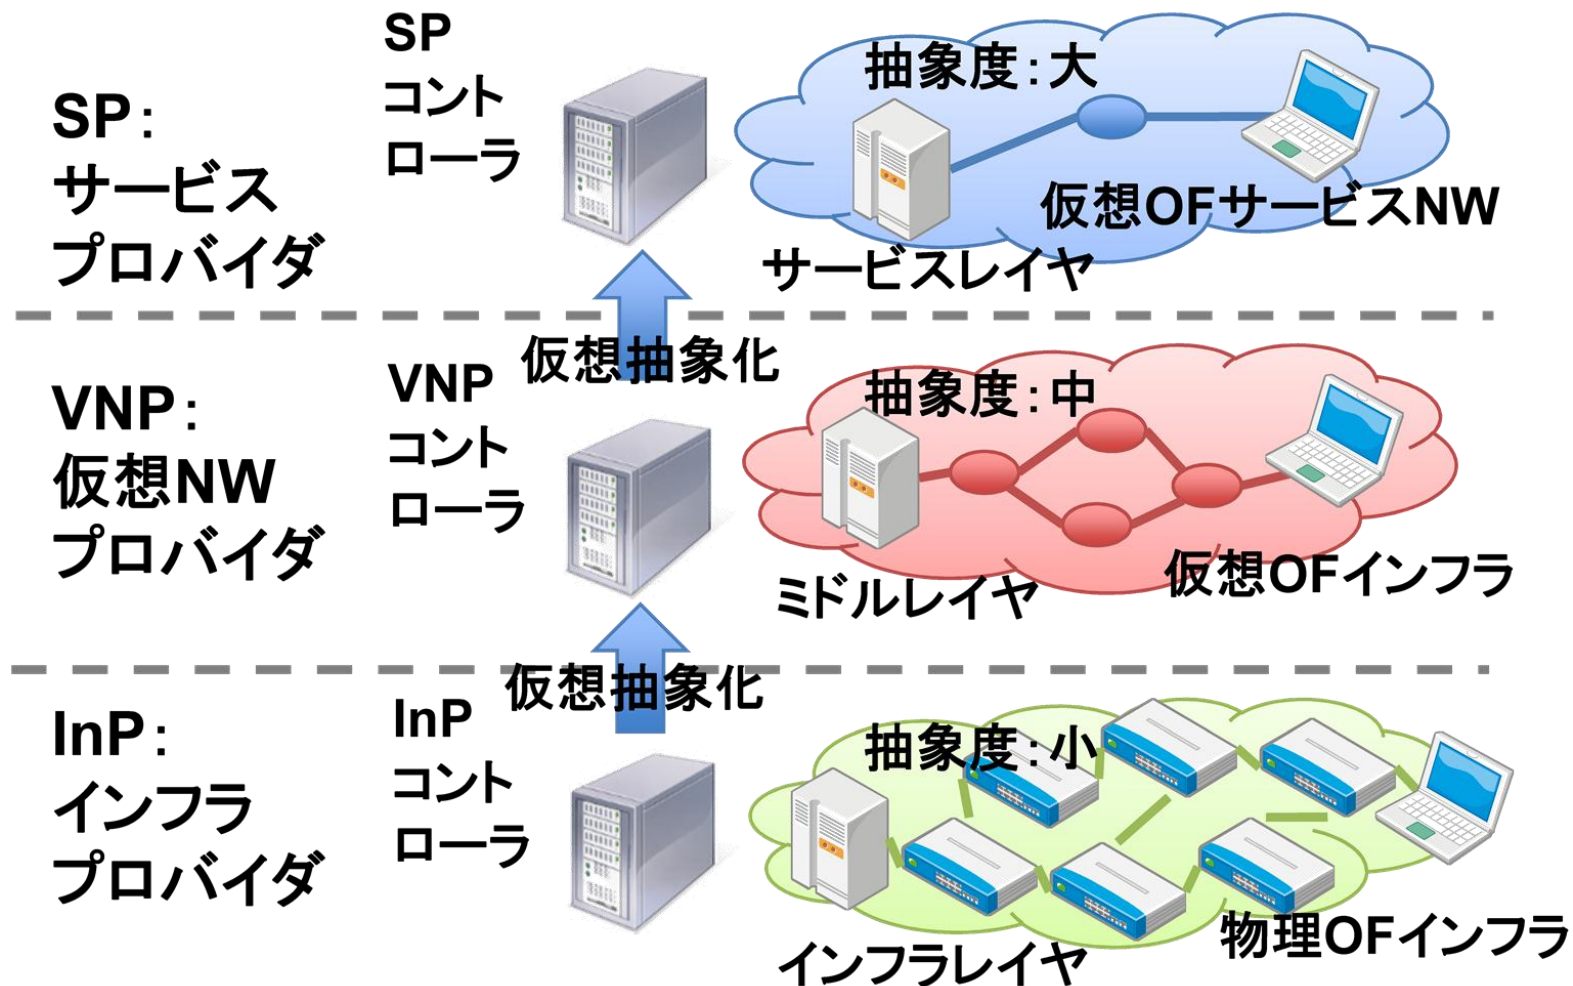 SP：
サービス
プロバイダ
SP
コント
ローラ
抽象度：大
仮想OFサービスNW
サービスレイヤ
仮想抽象化
VNP：
仮想NW
プロバイダ
VNP
コント
ローラ
抽象度：中
仮想OFインフラ
ミドルレイヤ
仮想抽象化
InP：
インフラ
プロバイダ
InP
コント
ローラ
抽象度：小
物理OFインフラ
インフラレイヤ